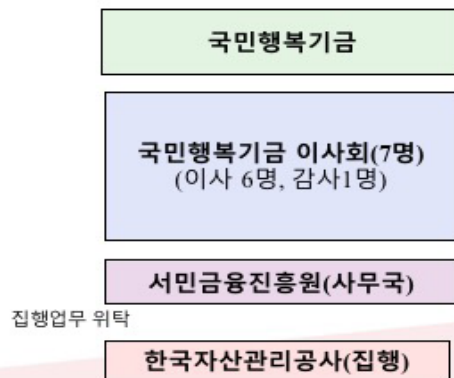 국민행복기금
국민행복기금 이사회(7명)
(이사 6명, 감사1명)
서민금융진흥원(사무국)
집행업무 위탁
한국자산관리공사(집행)